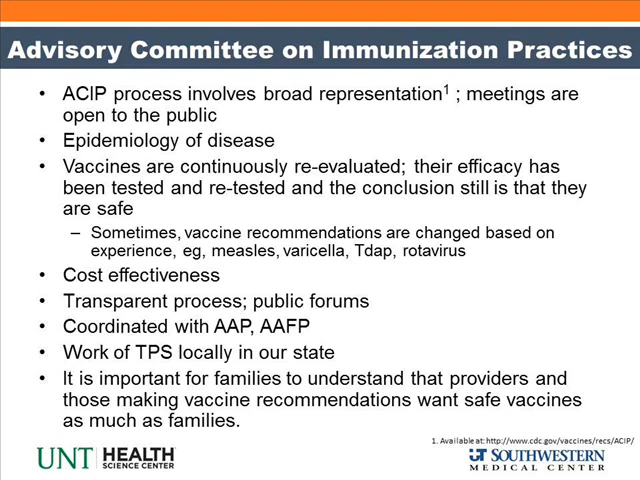 Advisory Committee on Immunization Practices
• ACIP process involves broad representation¹ ; meetings are
open to the public
• Epidemiology of disease
• Vaccines are continuously re-evaluated; their efficacy has
been tested and re-tested and the conclusion still is that they
are safe
– Sometimes, vaccine recommendations are changed based on
experience, eg, measles, varicella, Tdap, rotavirus
• Cost effectiveness
• Transparent process; public forums
• Coordinated with AAP, AAFP
• Work of TPS locally in our state
• It is important for families to understand that providers and
those making vaccine recommendations want safe vaccines
as much as families.
1. Available at: http://www.cdc.gov/vaccines/recs/ACIP/
UNT HEALTH
SCIENCE CENTER
UT SOUTHWESTERN
MEDICAL CENTER